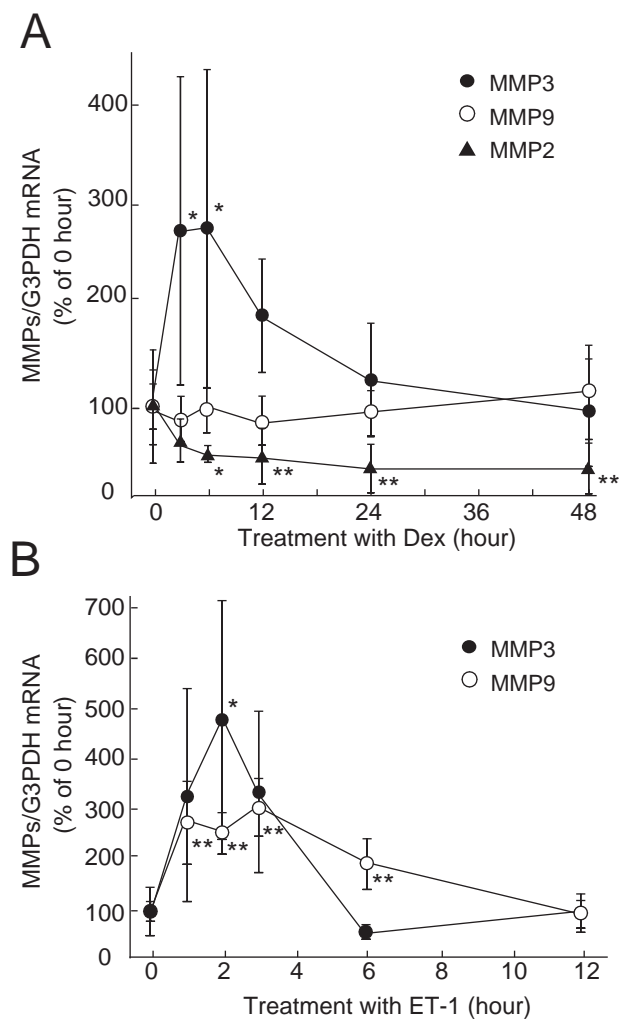 A
MMPs/G3PDH mRNA
(% of 0 hour)
400
300
200
100
0
MMP3
MMP9
MMP2
*
*
*
**
**
**
0
12
24
36
48
Treatment with Dex (hour)
B
MMPs/G3PDH mRNA
(% of 0 hour)
700
600
500
400
300
200
100
0
MMP3
MMP9
*
**
**
**
**
0
2
4
6
8
10
12
Treatment with ET-1 (hour)